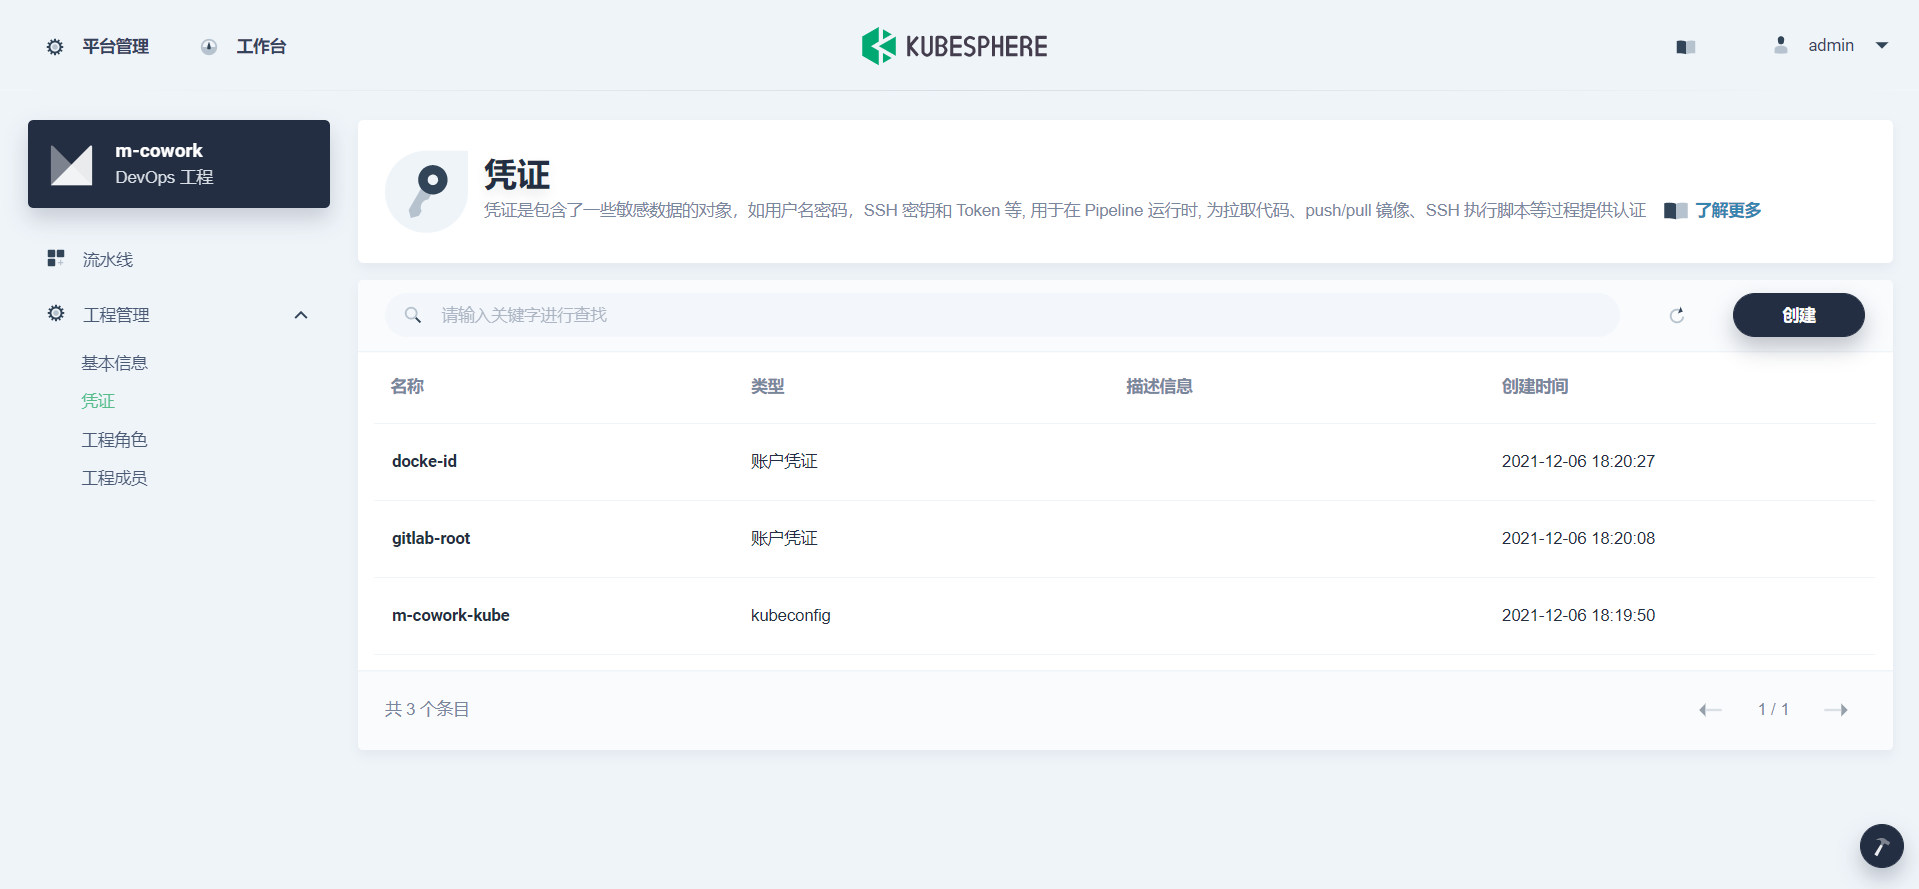 平台管理
工作台
KUBESPHERE
admin
m-cowork
DevOps 工程
流水线
工程管理
基本信息
凭证
工程角色
工程成员
凭证
凭证是包含了一些敏感数据的对象，如用户名密码，SSH 密钥和 Token 等, 用于在 Pipeline 运行时, 为拉取代码、push/pull 镜像、SSH 执行脚本等过程提供认证 了解更多
请输入关键字进行查找
创建
名称 类型 描述信息 创建时间
docke-id 账户凭证 2021-12-06 18:20:27
gitlab-root 账户凭证 2021-12-06 18:20:08
m-cowork-kube kubeconfig 2021-12-06 18:19:50
共 3 个条目
1 / 1